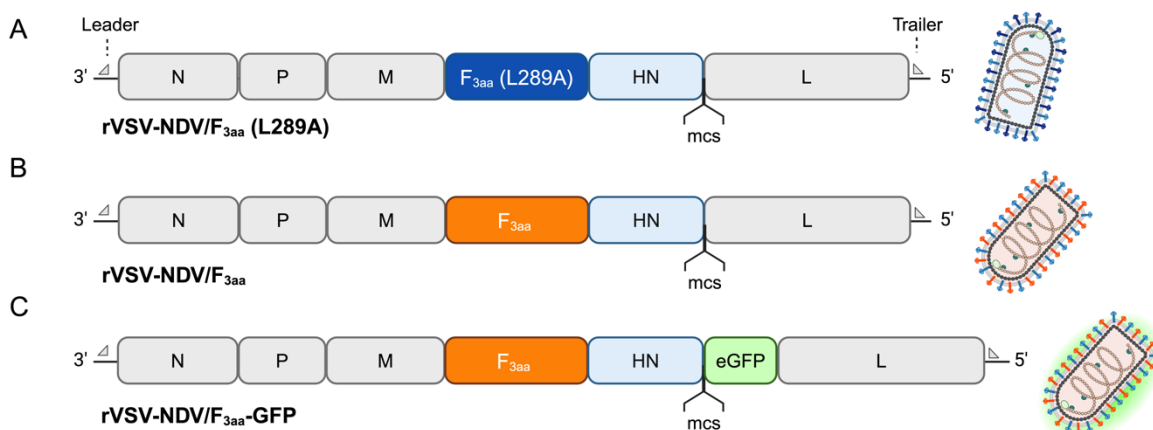 A
Leader
Trailer
3' N P M F3aa (L289A) HN L 5'
mcs
rVSV-NDV/F3aa (L289A)
B
3' N P M F3aa HN L 5'
mcs
rVSV-NDV/F3aa
C
3' N P M F3aa HN eGFP L 5'
mcs
rVSV-NDV/F3aa-GFP